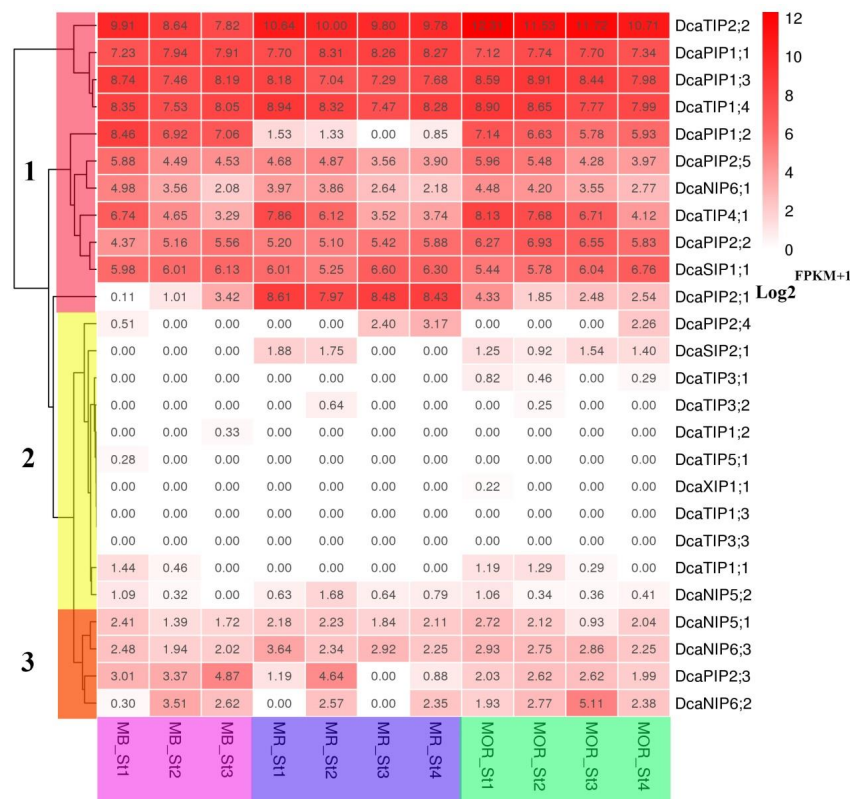 9.91 8.64 7.82 10.64 10.00 9.80 9.78 10.71 DcaTIP2;2
7.23 7.94 7.91 7.70 8.31 8.26 8.27 7.12 7.74 7.70 7.34 DcaPIP1;1
8.74 7.46 8.19 8.18 7.04 7.29 7.68 8.59 8.91 8.44 7.98 DcaPIP1;3
8.35 7.53 8.05 8.94 8.32 7.47 8.28 8.90 8.65 7.77 7.99 DcaTIP1;4
8.46 6.92 7.06 1.53 1.33 0.00 0.85 7.14 6.63 5.78 5.93 DcaPIP1;2
5.88 4.49 4.53 4.68 4.87 3.56 3.90 5.96 5.48 4.28 3.97 DcaPIP2;5
4.98 3.56 2.08 3.97 3.86 2.64 2.18 4.48 4.20 3.55 2.77 DcaNIP6;1
6.74 4.65 3.29 7.86 6.12 3.52 3.74 8.13 7.68 6.71 4.12 DcaTIP4;1
4.37 5.16 5.56 5.20 5.10 5.42 5.88 6.27 6.93 6.55 5.83 DcaPIP2;2
5.98 6.01 6.13 6.01 5.25 6.60 6.30 5.44 5.78 6.04 6.76 DcaSIP1;1
0.11 1.01 3.42 8.61 7.97 8.48 8.43 4.33 1.85 2.48 2.54 DcaPIP2;1
0.51 0.00 0.00 0.00 0.00 2.40 3.17 0.00 0.00 0.00 2.26 DcaPIP2;4
0.00 0.00 0.00 1.88 1.75 0.00 0.00 1.25 0.92 1.54 1.40 DcaSIP2;1
0.00 0.00 0.00 0.00 0.00 0.00 0.00 0.82 0.46 0.00 0.29 DcaTIP3;1
0.00 0.00 0.00 0.00 0.64 0.00 0.00 0.00 0.25 0.00 0.00 DcaTIP3;2
0.00 0.00 0.33 0.00 0.00 0.00 0.00 0.00 0.00 0.00 0.00 DcaTIP1;2
0.28 0.00 0.00 0.00 0.00 0.00 0.00 0.00 0.00 0.00 0.00 DcaTIP5;1
0.00 0.00 0.00 0.00 0.00 0.00 0.00 0.22 0.00 0.00 0.00 DcaXIP1;1
0.00 0.00 0.00 0.00 0.00 0.00 0.00 0.00 0.00 0.00 0.00 DcaTIP1;3
0.00 0.00 0.00 0.00 0.00 0.00 0.00 0.00 0.00 0.00 0.00 DcaTIP3;3
1.44 0.46 0.00 0.00 0.00 0.00 0.00 1.19 1.29 0.29 0.00 DcaTIP1;1
1.09 0.32 0.00 0.63 1.68 0.64 0.79 1.06 0.34 0.36 0.41 DcaNIP5;2
2.41 1.39 1.72 2.18 2.23 1.84 2.11 2.72 2.12 0.93 2.04 DcaNIP5;1
2.48 1.94 2.02 3.64 2.34 2.92 2.25 2.93 2.75 2.86 2.25 DcaNIP6;3
3.01 3.37 4.87 1.19 4.64 0.00 0.88 2.03 2.62 2.62 1.99 DcaPIP2;3
0.30 3.51 2.62 0.00 2.57 0.00 2.35 1.93 2.77 5.11 2.38 DcaNIP6;2
MB_St1 MB_St2 MB_St3 MR_St1 MR_St2 MR_St3 MR_St4 MOR_St1 MOR_St2 MOR_St3 MOR_St4
1
2
3
12
10
8
6
4
2
0
Log2 FPKM+1